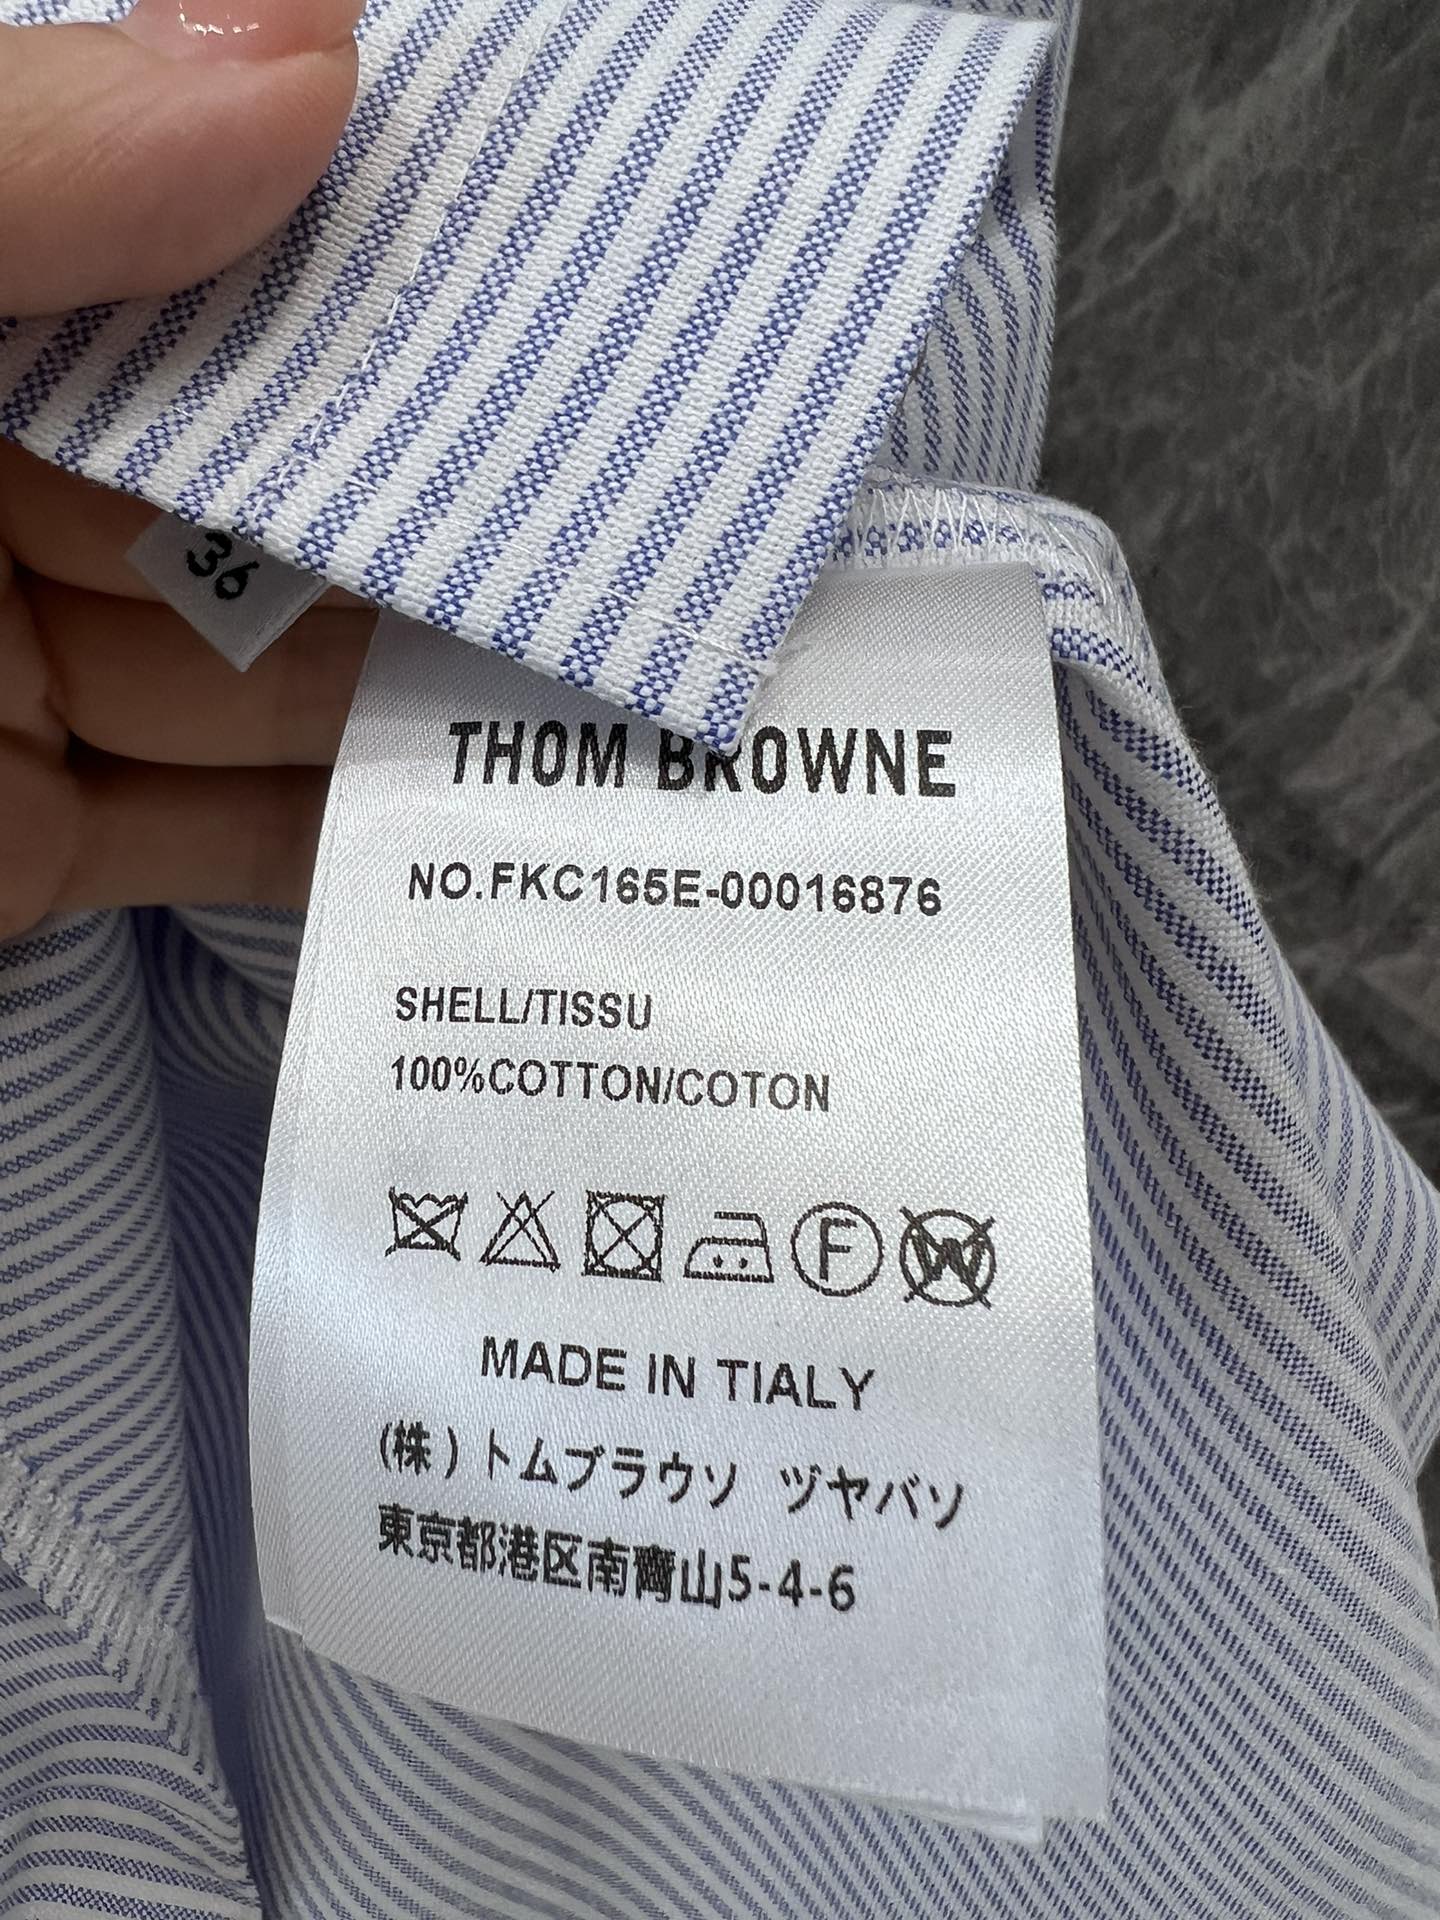 36
THOM BROWNE
NO.FKC165E-00016876
SHELL/TISSU
100%COTTON/COTON
F W
MADE IN TIALY
(株) トムブラウソ ヅヤバソ
東京都港区南齎山5-4-6